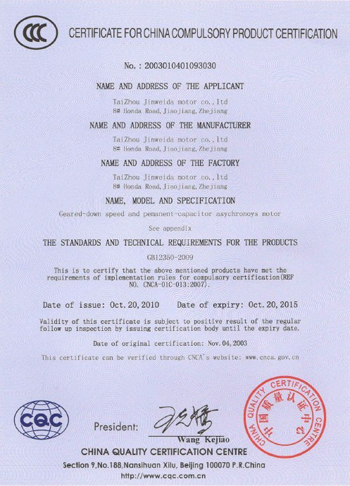 CCC
CERTIFICATE FOR CHINA COMPULSORY PRODUCT CERTIFICATION
No.: 2003010401093030
NAME AND ADDRESS OF THE APPLICANT
TaiZhou Jinweida motor co.,ltd
8# Honda Road,Jiaojiang,Zhejiang
NAME AND ADDRESS OF THE MANUFACTURER
TaiZhou Jinweida motor co.,ltd
8# Honda Road,Jiaojiang,Zhejiang
NAME AND ADDRESS OF THE FACTORY
TaiZhou Jinweida motor co.,ltd
8# Honda Road,Jiaojiang,Zhejiang
NAME, MODEL AND SPECIFICATION
Geared-down speed and pemanent-capacitor asychronoys motor
See appendix
THE STANDARDS AND TECHNICAL REQUIREMENTS FOR THE PRODUCTS
GB12350-2009
This is to certify that the above mentioned products have met the
requirements of implementation rules for compulsory certification(REF
NO. CNCA-01C-013:2007).
Date of issue: Oct.20,2010 Date of expiry: Oct.20,2015
Validity of this certificate is subject to positive result of the regular
follow up inspection by issuing certification body until the expiry date.
Date of original certification: Nov.04,2003
This certificate can be verified through CNCA's website: www.cnca.gov.cn
CQC
President:
Wang Kejiao
CHINA QUALITY CERTIFICATION CENTRE
中国质量认证中心
CHINA QUALITY CERTIFICATION CENTRE
Section 9,No.188,Nansihuan Xilu, Beijing 100070 P.R.China
http://www.cqc.com.cn